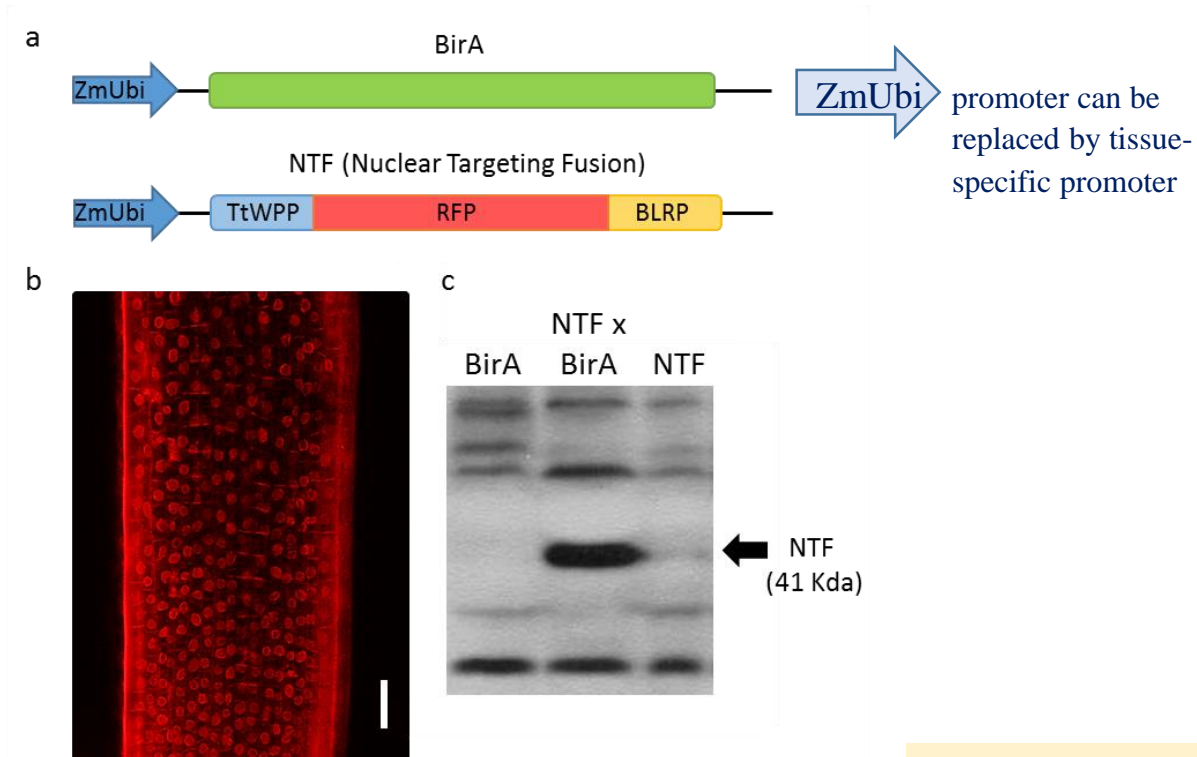 a
BirA
ZmUbi
ZmUbi
promoter can be
replaced by tissue-
specific promoter
NTF (Nuclear Targeting Fusion)
ZmUbi
TtWPP
RFP
BLRP
b
c
NTF x
BirA BirA NTF
NTF
(41 Kda)